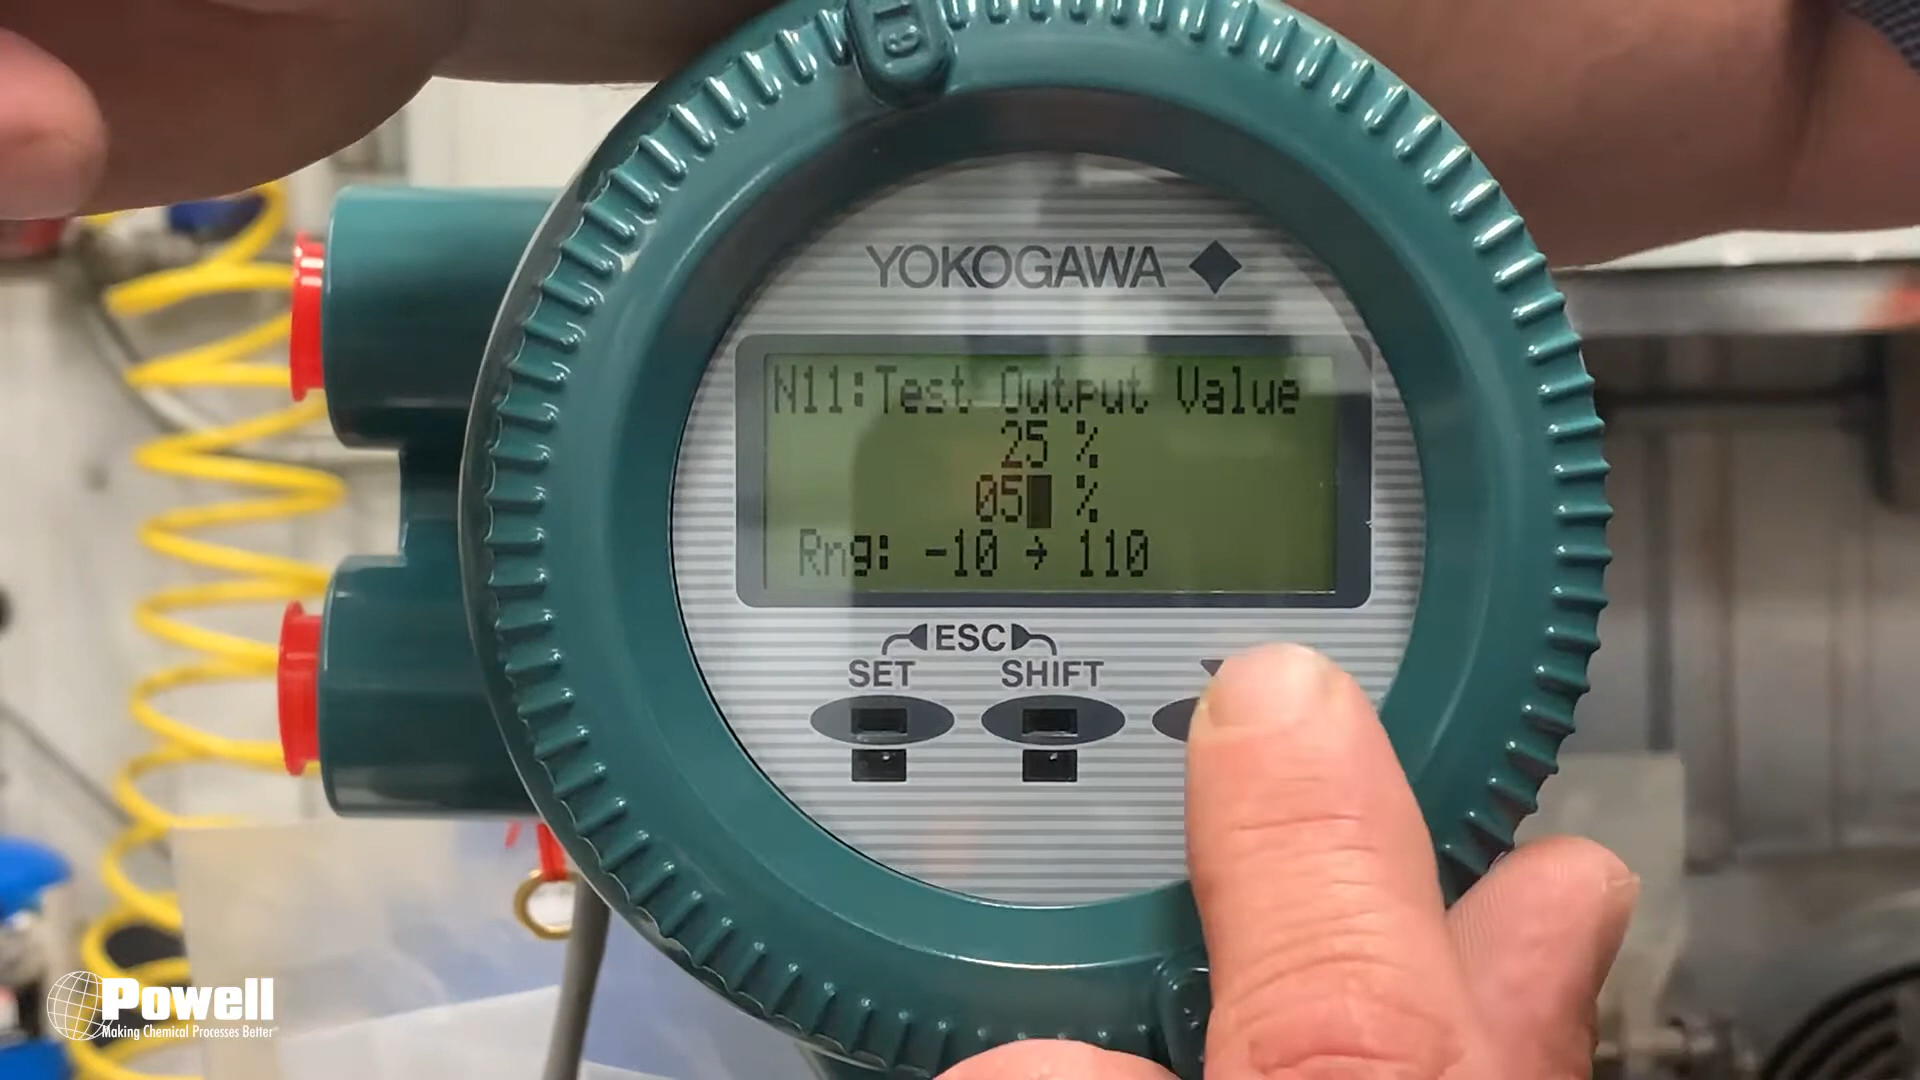 YOKOGAWA
N11:Test Output Value
25 %
05 %
Rng: -10 → 110
ESC
SET SHIFT
Powell
Making Chemical Processes Better